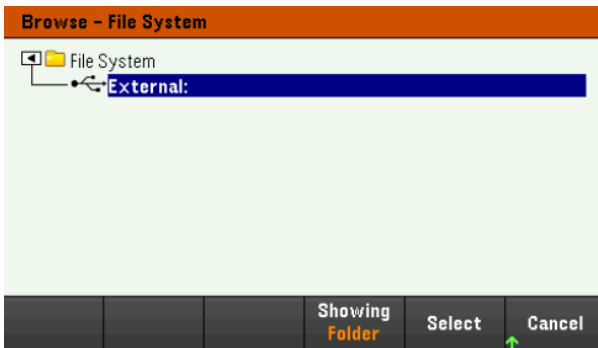 Browse - File System
File System
External:
Showing
Folder
Select
Cancel